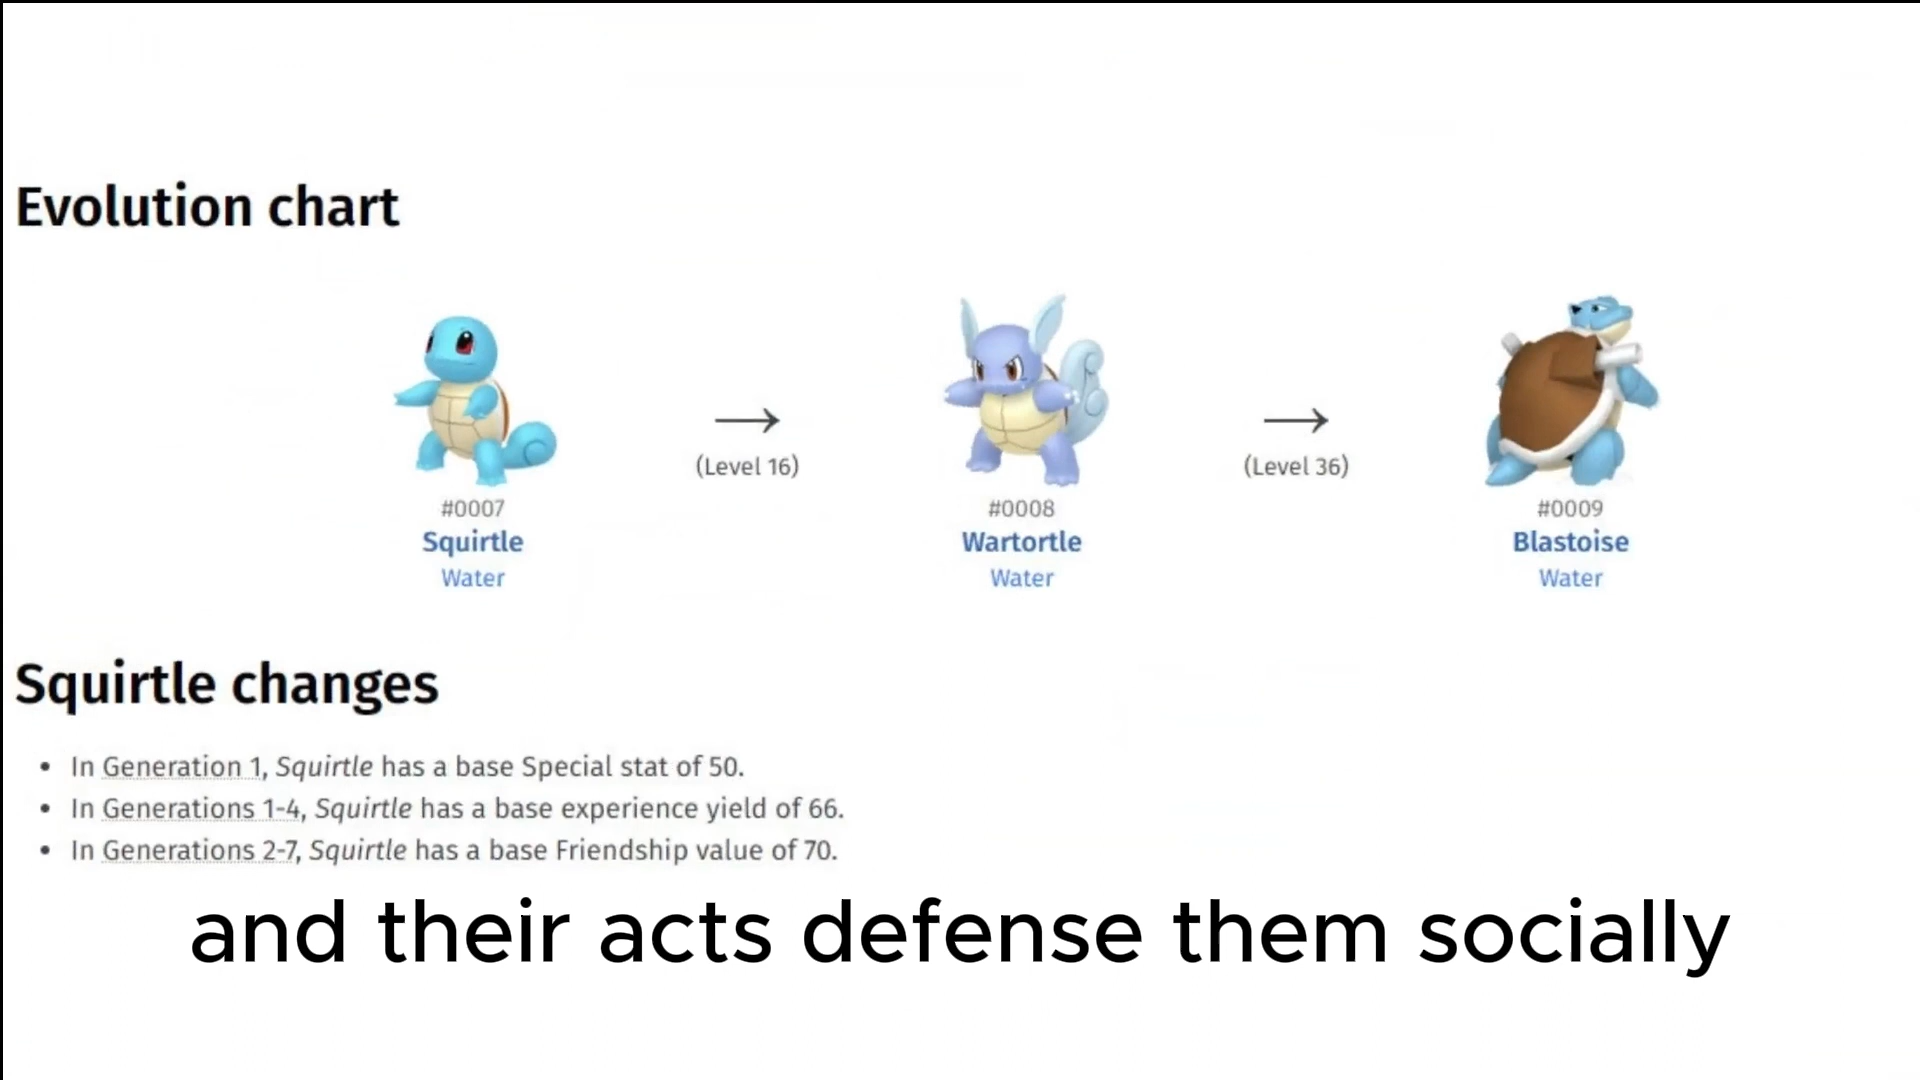 Evolution chart
(Level 16)
(Level 36)
#0007
Squirtle
Water
#0008
Wartortle
Water
#0009
Blastoise
Water
Squirtle changes
• In Generation 1, Squirtle has a base Special stat of 50.
• In Generations 1-4, Squirtle has a base experience yield of 66.
• In Generations 2-7, Squirtle has a base Friendship value of 70.
and their acts defense them socially